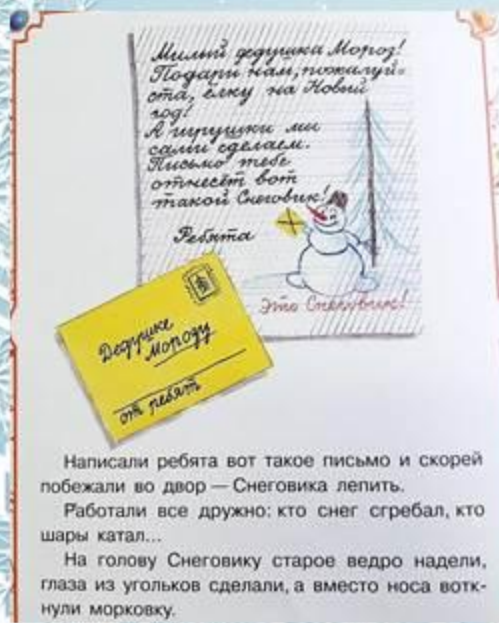 Милый дедушка Мороз!
Подари нам, пожалуй-
ста, ёлку на Новый
год!
А игрушки мы
сами сделаем.
Письмо тебе
отнесёт вот
такой Снеговик!
Ребята
Это Снеговик!
Дедушке
Морозу
от ребят
Написали ребята вот такое письмо и скорей
побежали во двор — Снеговика лепить.
Работали все дружно: кто снег сгребал, кто
шары катал...
На голову Снеговику старое ведро надели,
глаза из угольков сделали, а вместо носа вотк-
нули морковку.